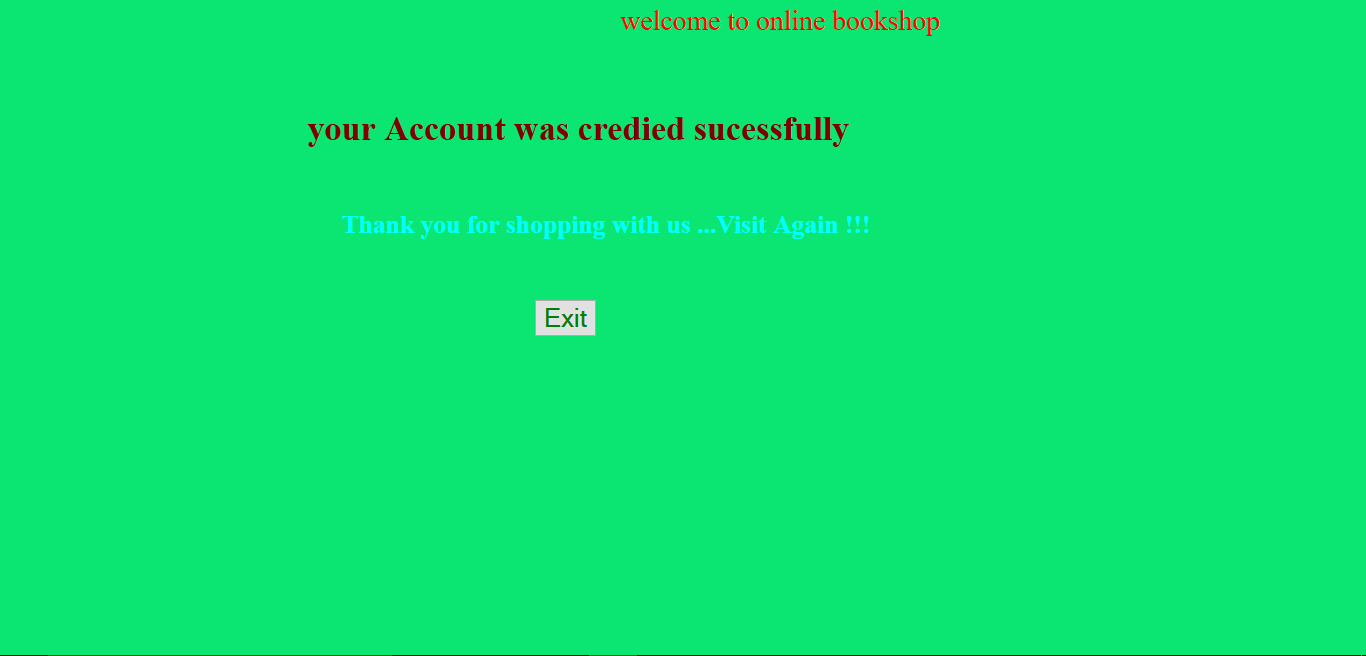 welcome to online bookshop
your Account was credied sucessfully
Thank you for shopping with us ...Visit Again !!!
Exit